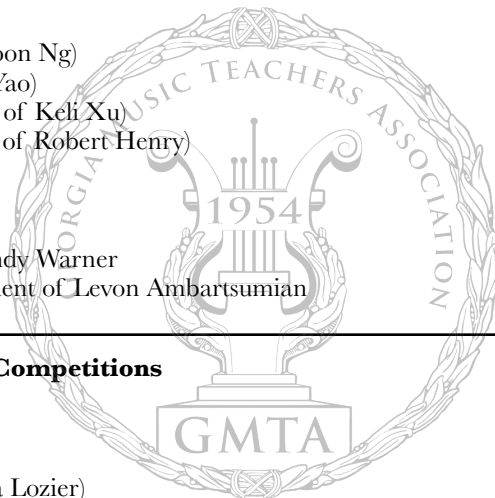 oon Ng)
Yao)
of Keli Xu)
of Robert Henry)
ndy Warner
ent of Levon Ambartsumian
Competitions
Lozier)
GEORGIA MUSIC TEACHERS ASSOCIATION
1954
GMTA